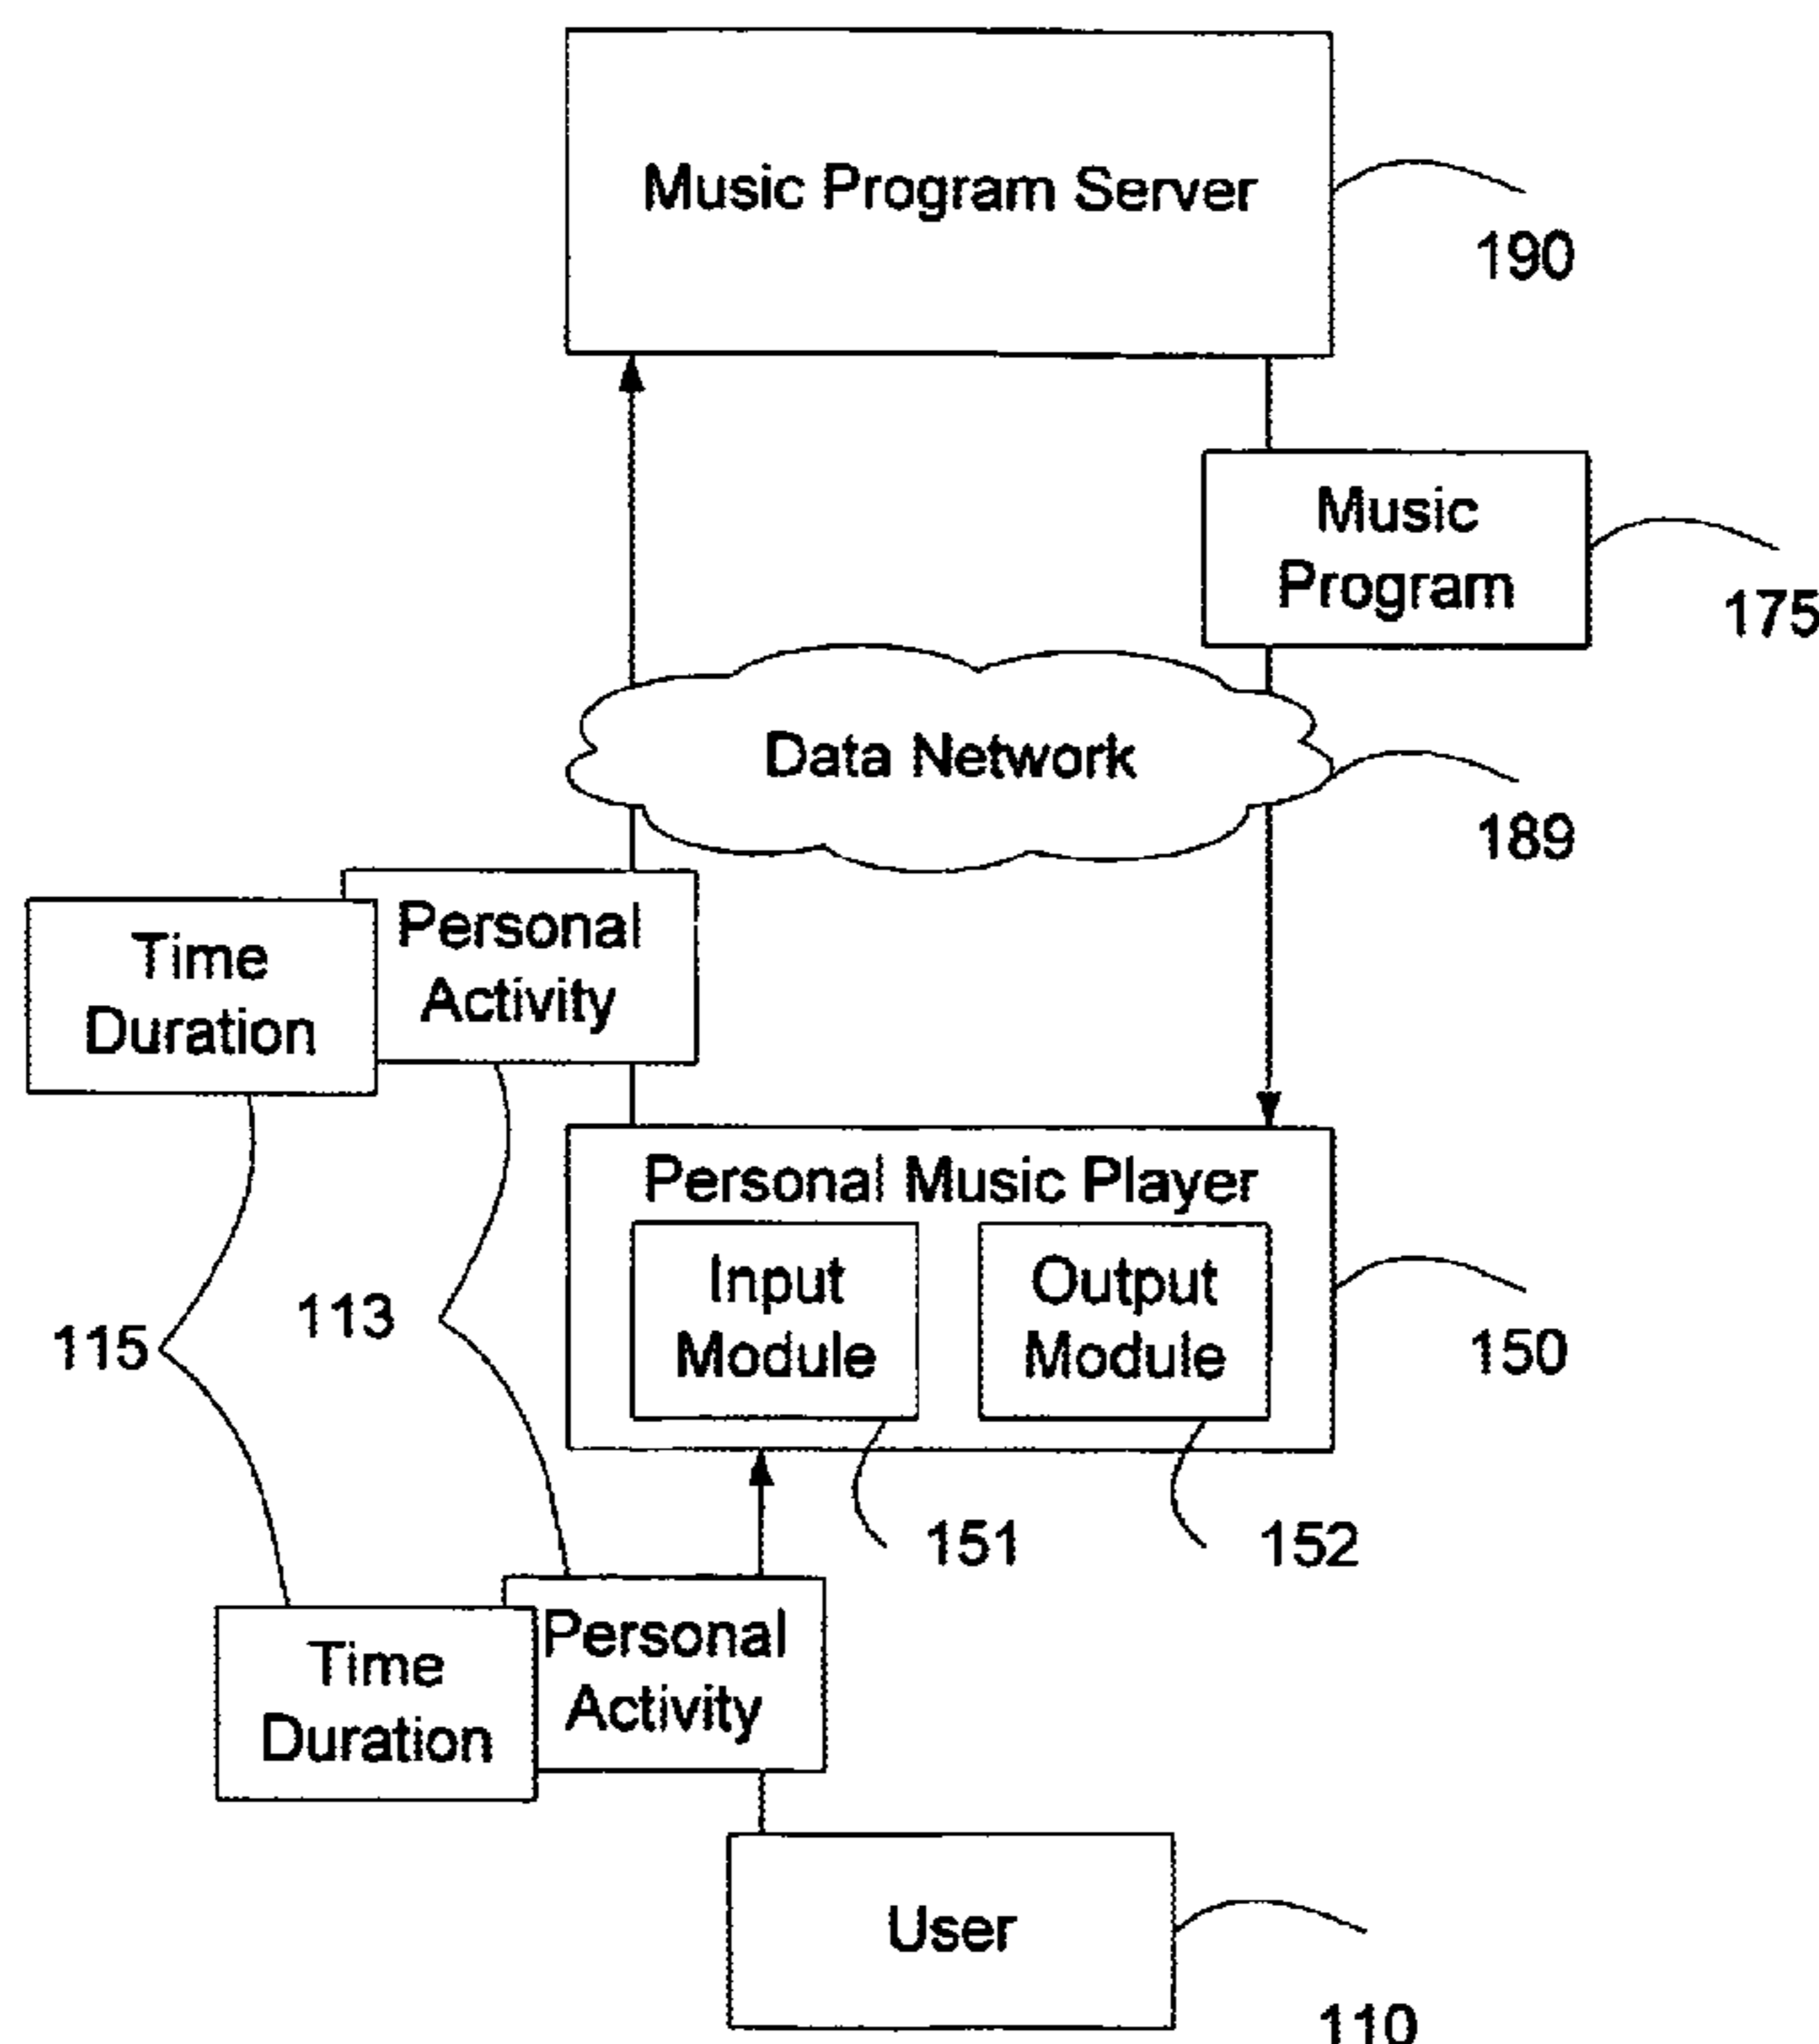 Music Program Server
190
Music
Program
175
Data Network
189
Personal
Activity
Time
Duration
Personal Music Player
Input
Module
Output
Module
150
115
113
151
152
Personal
Activity
Time
Duration
User
110